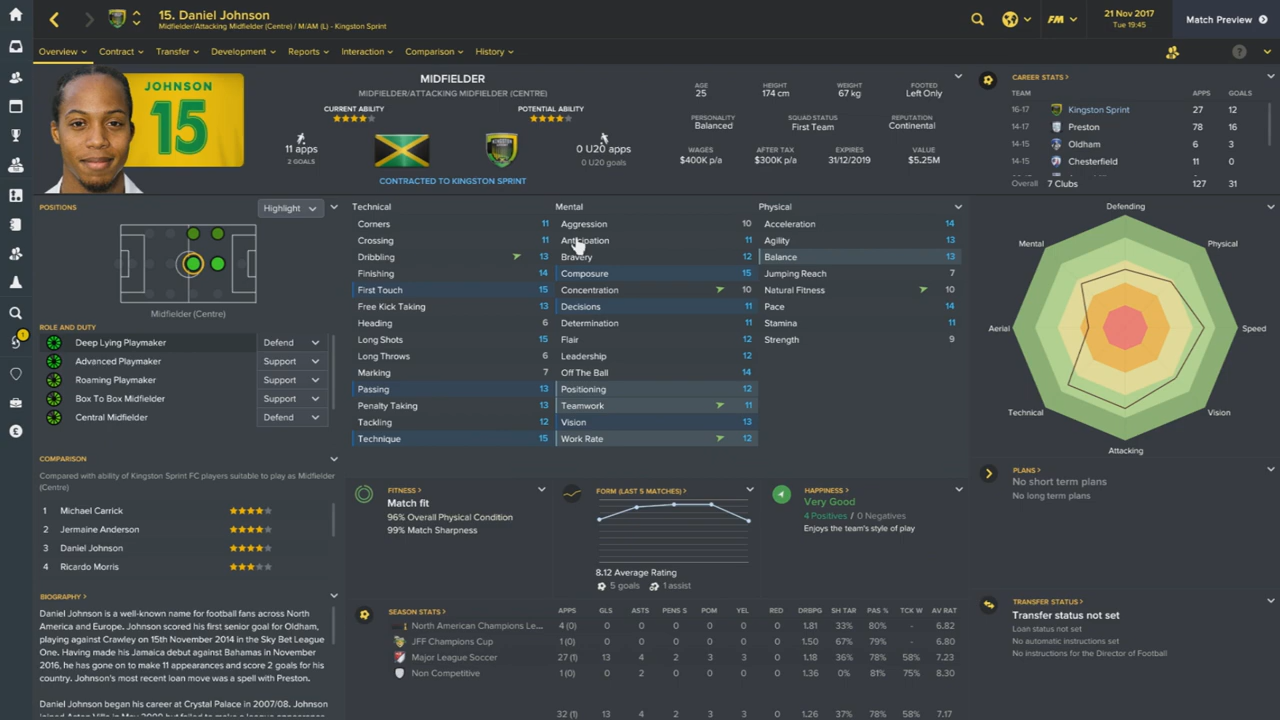 15. Daniel Johnson
Midfielder/Attacking Midfielder (Centre) / M/AM (L) - Kingston Sprint
FM
21 Nov 2017
Tue 19:45
Match Preview
Overview Contract Transfer Development Reports Interaction Comparison History
JOHNSON
15
MIDFIELDER
MIDFIELDER/ATTACKING MIDFIELDER (CENTRE)
CURRENT ABILITY
POTENTIAL ABILITY
11 apps
2 GOALS
0 U20 apps
0 U20 goals
CONTRACTED TO KINGSTON SPRINT
AGE
25
HEIGHT
174 cm
WEIGHT
67 kg
FOOTED
Left Only
PERSONALITY
Balanced
SQUAD STATUS
First Team
REPUTATION
Continental
WAGES
$400K p/a
AFTER TAX
$300K p/a
EXPIRES
31/12/2019
VALUE
$5.25M
CAREER STATS >
TEAM APPS GOALS
16-17 Kingston Sprint 27 12
14-17 Preston 78 16
14-15 Oldham 6 3
14-15 Chesterfield 11 0
Overall 7 Clubs 127 31
POSITIONS
Highlight
Midfielder (Centre)
ROLE AND DUTY
Deep Lying Playmaker Defend
Advanced Playmaker Support
Roaming Playmaker Support
Box To Box Midfielder Support
Central Midfielder Defend
COMPARISON
Compared with ability of Kingston Sprint FC players suitable to play as Midfielder
(Centre)
1 Michael Carrick
2 Jermaine Anderson
3 Daniel Johnson
4 Ricardo Morris
BIOGRAPHY >
Daniel Johnson is a well-known name for football fans across North
America and Europe. Johnson scored his first senior goal for Oldham,
playing against Crawley on 15th November 2014 in the Sky Bet League
One. Having made his Jamaica debut against Bahamas in November
2016, he has gone on to make 11 appearances and score 2 goals for his
country. Johnson's most recent loan move was a spell with Preston.
Daniel Johnson began his career at Crystal Palace in 2007/08. Johnson
Technical
Corners 11
Crossing 11
Dribbling 13
Finishing 14
First Touch 15
Free Kick Taking 13
Heading 6
Long Shots 15
Long Throws 6
Marking 7
Passing 13
Penalty Taking 13
Tackling 12
Technique 15
Mental
Aggression 10
Anticipation 11
Bravery 12
Composure 15
Concentration 10
Decisions 11
Determination 11
Flair 12
Leadership 12
Off The Ball 14
Positioning 12
Teamwork 11
Vision 13
Work Rate 12
Physical
Acceleration 14
Agility 13
Balance 13
Jumping Reach 7
Natural Fitness 10
Pace 14
Stamina 11
Strength 9
Defending
Physical
Speed
Vision
Attacking
Technical
Aerial
Mental
FITNESS >
Match fit
96% Overall Physical Condition
99% Match Sharpness
FORM (LAST 5 MATCHES) >
8.12 Average Rating
5 goals 1 assist
HAPPINESS >
Very Good
4 Positives / 0 Negatives
Enjoys the team's style of play
PLANS >
No short term plans
No long term plans
TRANSFER STATUS >
Transfer status not set
Loan status not set
No automatic instructions set
No instructions for the Director of Football
SEASON STATS > APPS GLS ASTS PENS S POM YEL RED DRBPG SH TAR PAS % TCK W AV RAT
North American Champions Le... 4 (0) 0 0 0 0 0 0 1.81 33% 80% - 6.82
JFF Champions Cup 1 (0) 0 0 0 0 0 0 1.50 67% 79% - 6.80
Major League Soccer 27 (1) 13 4 2 3 3 0 1.18 36% 78% 58% 7.23
Non Competitive 1 (0) 0 2 0 0 0 0 1.36 0% 81% 75% 8.30
32 (1) 13 4 2 3 3 0 1.26 37% 78% 58% 7.17